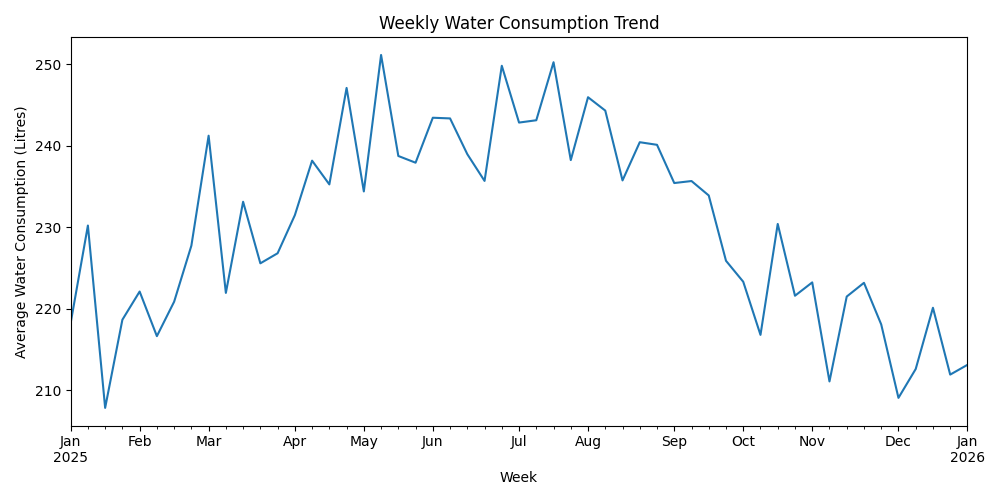 Weekly Water Consumption Trend
Average Water Consumption (Litres)
250
240
230
220
210
Jan Feb Mar Apr May Jun Jul Aug Sep Oct Nov Dec Jan
2025 2026
Week